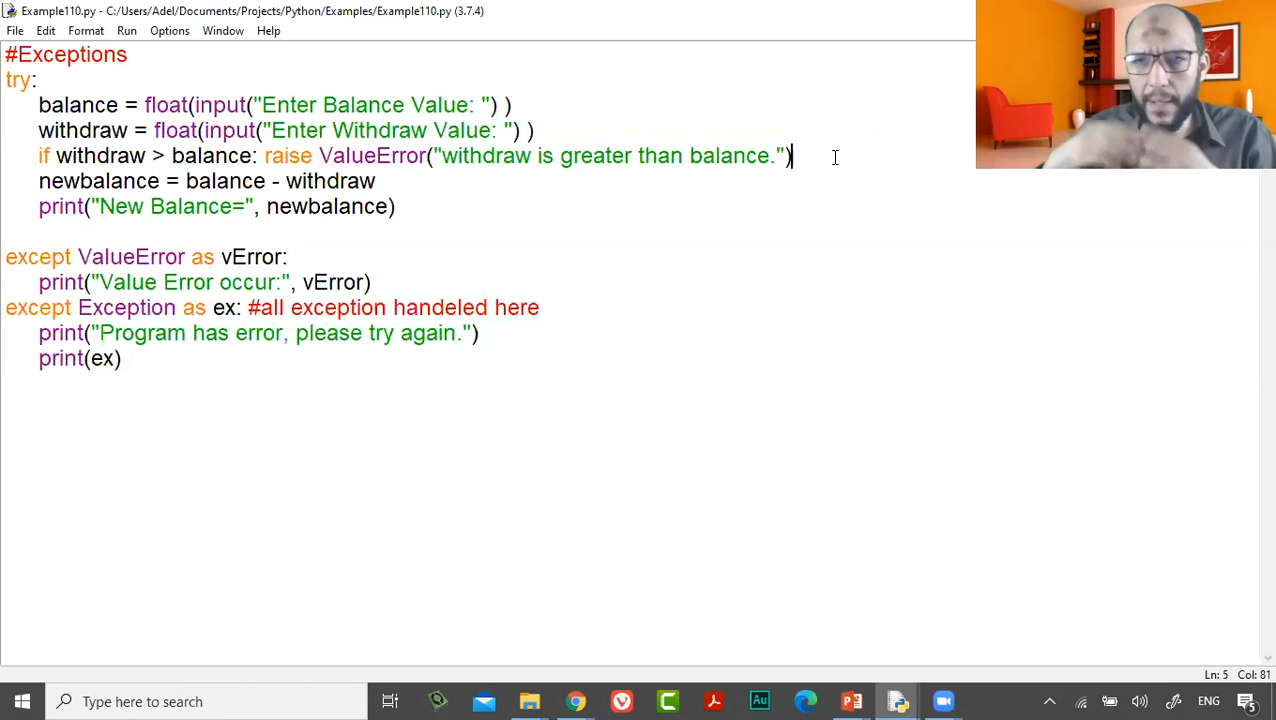 Example110.py - C:/Users/Adel/Documents/Projects/Python/Examples/Example110.py (3.7.4)
File Edit Format Run Options Window Help
#Exceptions
try:
balance = float(input("Enter Balance Value: ") )
withdraw = float(input("Enter Withdraw Value: ") )
if withdraw > balance: raise ValueError("withdraw is greater than balance.")
newbalance = balance - withdraw
print("New Balance=", newbalance)
except ValueError as vError:
print("Value Error occur:", vError)
except Exception as ex: #all exception handeled here
print("Program has error, please try again.")
print(ex)
Ln: 5 Col: 81
Type here to search
Au
ENG
5